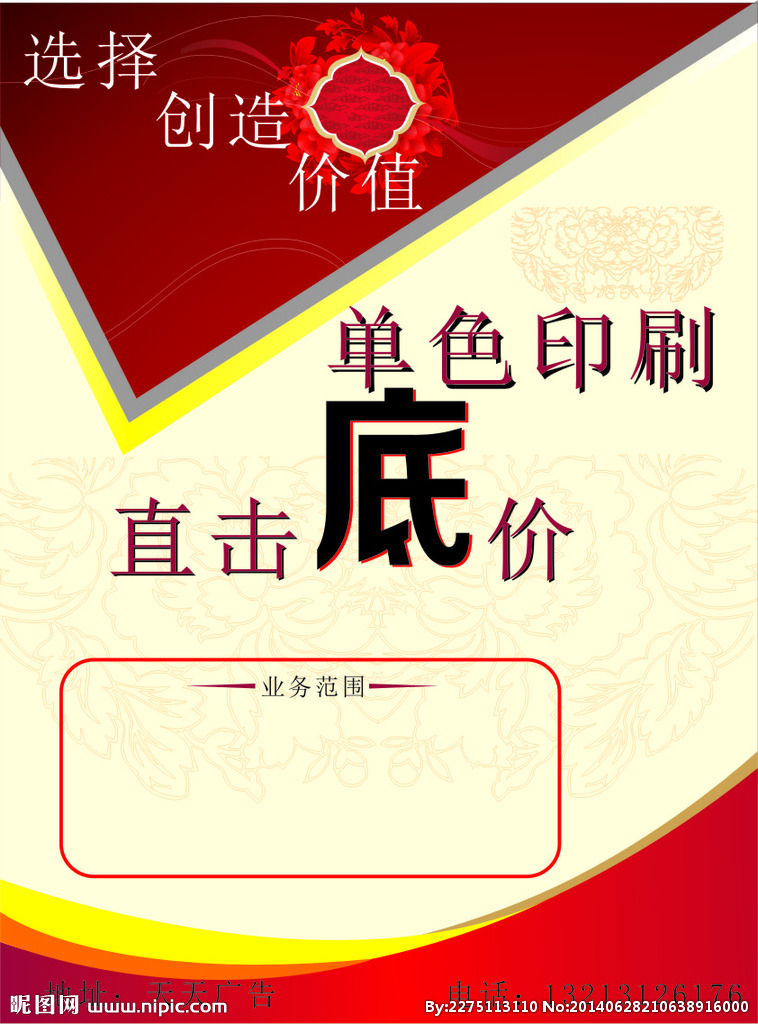 选择
创造
价值
单色印刷
直击底价
业务范围
地址：天天广告 电话：13213126176
昵图网 www.nipic.com By:2275113110 No:20140628210638916000